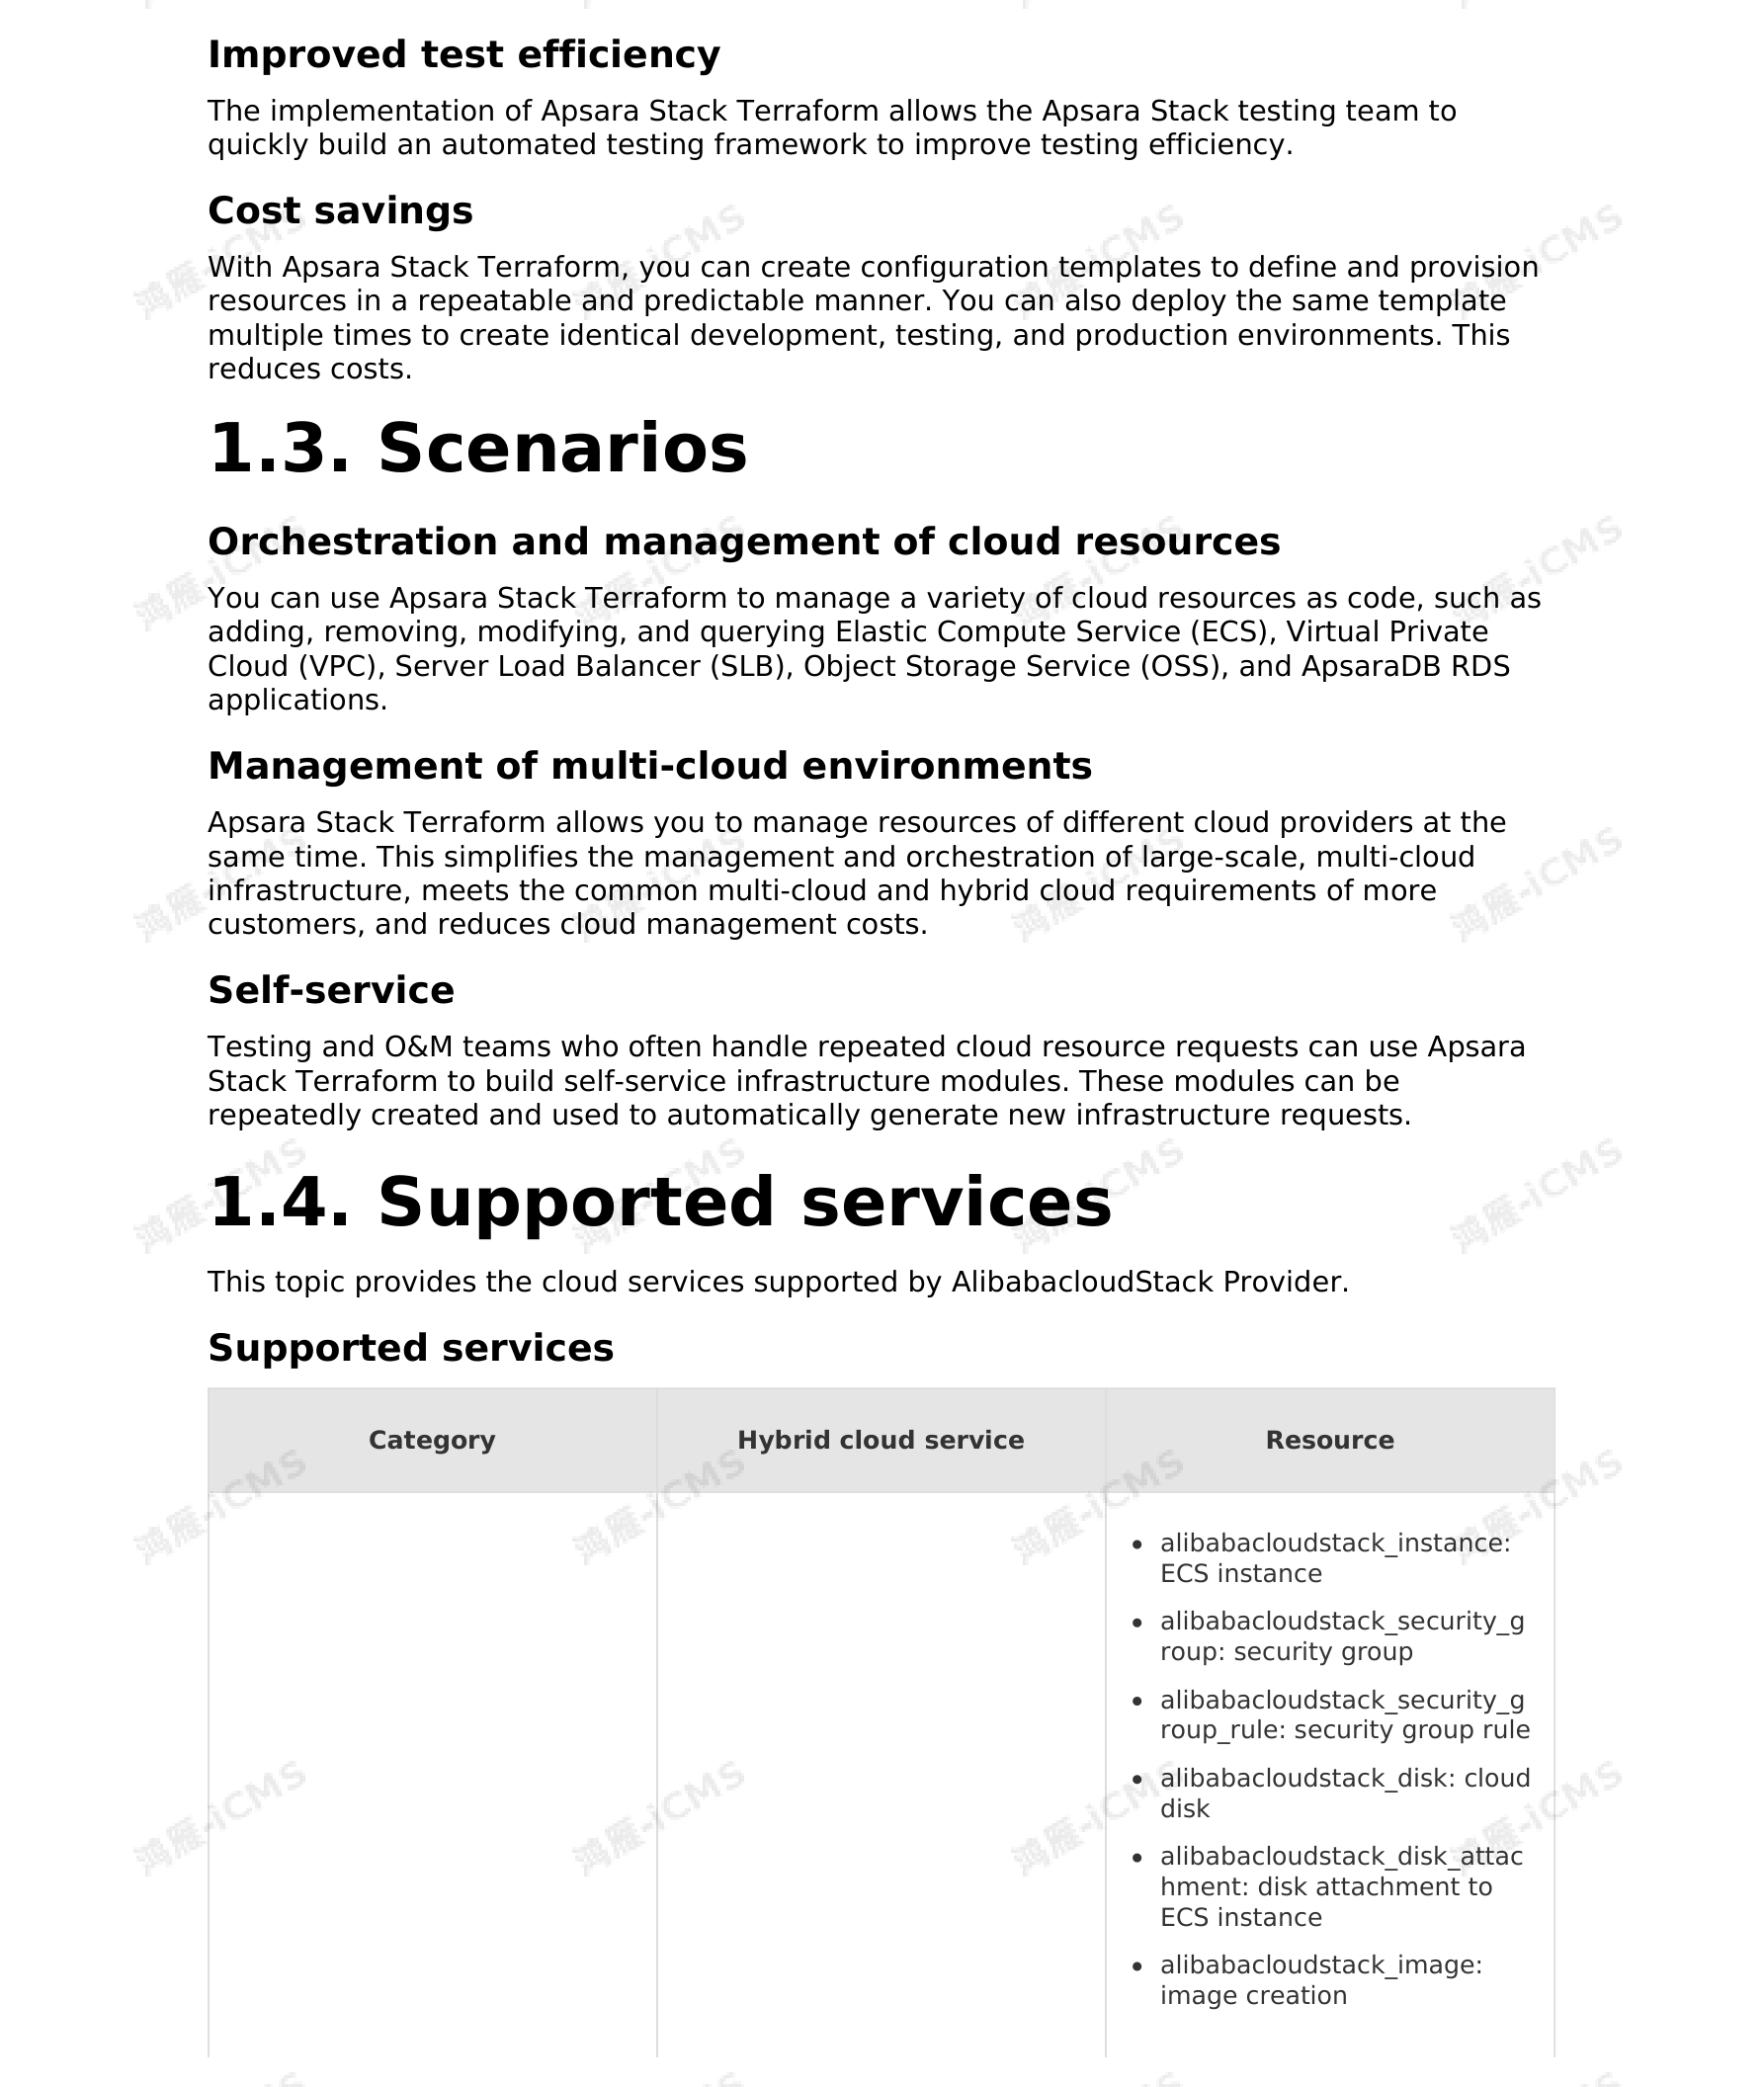 Improved test efficiency
The implementation of Apsara Stack Terraform allows the Apsara Stack testing team to
quickly build an automated testing framework to improve testing efficiency.
Cost savings
With Apsara Stack Terraform, you can create configuration templates to define and provision
resources in a repeatable and predictable manner. You can also deploy the same template
multiple times to create identical development, testing, and production environments. This
reduces costs.
1.3. Scenarios
Orchestration and management of cloud resources
You can use Apsara Stack Terraform to manage a variety of cloud resources as code, such as
adding, removing, modifying, and querying Elastic Compute Service (ECS), Virtual Private
Cloud (VPC), Server Load Balancer (SLB), Object Storage Service (OSS), and ApsaraDB RDS
applications.
Management of multi-cloud environments
Apsara Stack Terraform allows you to manage resources of different cloud providers at the
same time. This simplifies the management and orchestration of large-scale, multi-cloud
infrastructure, meets the common multi-cloud and hybrid cloud requirements of more
customers, and reduces cloud management costs.
Self-service
Testing and O&M teams who often handle repeated cloud resource requests can use Apsara
Stack Terraform to build self-service infrastructure modules. These modules can be
repeatedly created and used to automatically generate new infrastructure requests.
1.4. Supported services
This topic provides the cloud services supported by AlibabacloudStack Provider.
Supported services
Category Hybrid cloud service Resource
• alibabacloudstack_instance:
ECS instance
• alibabacloudstack_security_g
roup: security group
• alibabacloudstack_security_g
roup_rule: security group rule
• alibabacloudstack_disk: cloud
disk
• alibabacloudstack_disk_attac
hment: disk attachment to
ECS instance
• alibabacloudstack_image:
image creation
鸿雁-iCMS